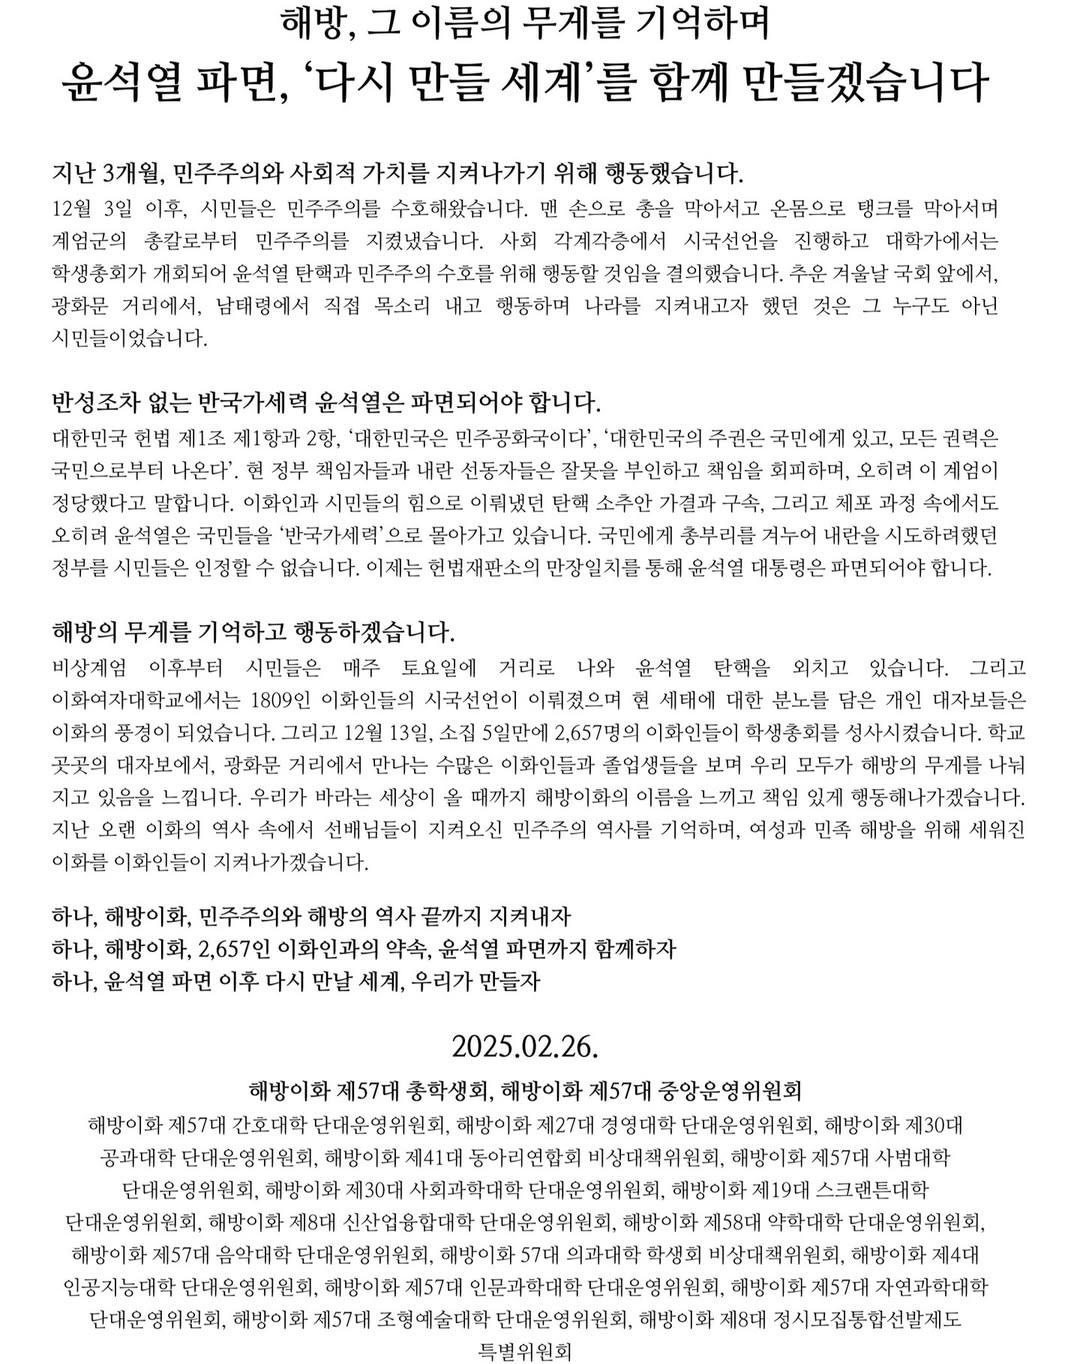 해방, 그 이름의 무게를 기억하며
윤석열 파면, ‘다시 만들 세계’를 함께 만들겠습니다
지난 3개월, 민주주의와 사회적 가치를 지켜나가기 위해 행동했습니다.
12월 3일 이후, 시민들은 민주주의를 수호해왔습니다. 맨 손으로 총을 막아서고 온몸으로 탱크를 막아서며
계엄군의 총칼로부터 민주주의를 지켰냈습니다. 사회 각계각층에서 시국선언을 진행하고 대학가에서는
학생총회가 개회되어 윤석열 탄핵과 민주주의 수호를 위해 행동할 것임을 결의했습니다. 추운 겨울날 국회 앞에서,
광화문 거리에서, 남태령에서 직접 목소리 내고 행동하며 나라를 지켜내고자 했던 것은 그 누구도 아닌
시민들이었습니다.
반성조차 없는 반국가세력 윤석열은 파면되어야 합니다.
대한민국 헌법 제1조 제1항과 2항, ‘대한민국은 민주공화국이다’, ‘대한민국의 주권은 국민에게 있고, 모든 권력은
국민으로부터 나온다’. 현 정부 책임자들과 내란 선동자들은 잘못을 부인하고 책임을 회피하며, 오히려 이 계엄이
정당했다고 말합니다. 이화인과 시민들의 힘으로 이뤄냈던 탄핵 소추안 가결과 구속, 그리고 체포 과정 속에서도
오히려 윤석열은 국민들을 ‘반국가세력’으로 몰아가고 있습니다. 국민에게 총부리를 겨누어 내란을 시도하려했던
정부를 시민들은 인정할 수 없습니다. 이제는 헌법재판소의 만장일치를 통해 윤석열 대통령은 파면되어야 합니다.
해방의 무게를 기억하고 행동하겠습니다.
비상계엄 이후부터 시민들은 매주 토요일에 거리로 나와 윤석열 탄핵을 외치고 있습니다. 그리고
이화여자대학교에서는 1809인 이화인들의 시국선언이 이뤄졌으며 현 세태에 대한 분노를 담은 개인 대자보들은
이화의 풍경이 되었습니다. 그리고 12월 13일, 소집 5일만에 2,657명의 이화인들이 학생총회를 성사시켰습니다. 학교
곳곳의 대자보에서, 광화문 거리에서 만나는 수많은 이화인들과 졸업생들을 보며 우리 모두가 해방의 무게를 나눠
지고 있음을 느낍니다. 우리가 바라는 세상이 올 때까지 해방이화의 이름을 느끼고 책임 있게 행동해나가겠습니다.
지난 오랜 이화의 역사 속에서 선배님들이 지켜오신 민주주의 역사를 기억하며, 여성과 민족 해방을 위해 세워진
이화를 이화인들이 지켜나가겠습니다.
하나, 해방이화, 민주주의와 해방의 역사 끝까지 지켜내자
하나, 해방이화, 2,657인 이화인과의 약속, 윤석열 파면까지 함께하자
하나, 윤석열 파면 이후 다시 만날 세계, 우리가 만들자
2025.02.26.
해방이화 제57대 총학생회, 해방이화 제57대 중앙운영위원회
해방이화 제57대 간호대학 단대운영위원회, 해방이화 제27대 경영대학 단대운영위원회, 해방이화 제30대
공과대학 단대운영위원회, 해방이화 제41대 동아리연합회 비상대책위원회, 해방이화 제57대 사범대학
단대운영위원회, 해방이화 제30대 사회과학대학 단대운영위원회, 해방이화 제19대 스크랜튼대학
단대운영위원회, 해방이화 제8대 신산업융합대학 단대운영위원회, 해방이화 제58대 약학대학 단대운영위원회,
해방이화 제57대 음악대학 단대운영위원회, 해방이화 57대 의과대학 학생회 비상대책위원회, 해방이화 제4대
인공지능대학 단대운영위원회, 해방이화 제57대 인문과학대학 단대운영위원회, 해방이화 제57대 자연과학대학
단대운영위원회, 해방이화 제57대 조형예술대학 단대운영위원회, 해방이화 제8대 정시모집통합선발제도
특별위원회